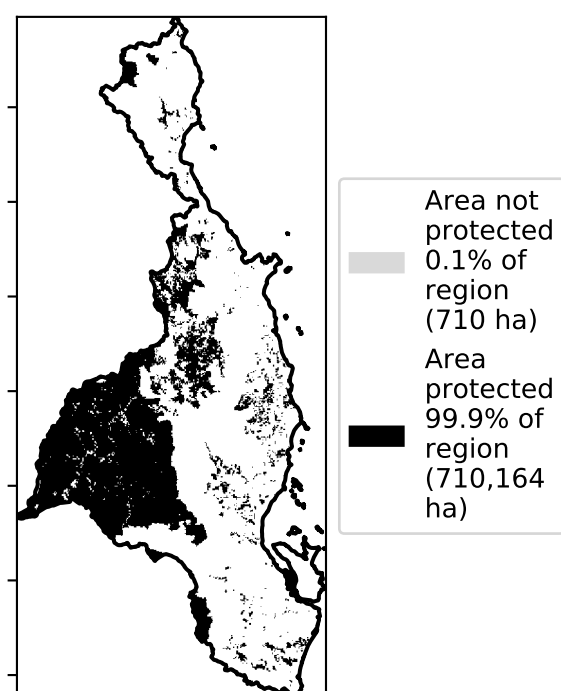 Area not
protected
0.1% of
region
(710 ha)
Area
protected
99.9% of
region
(710,164
ha)